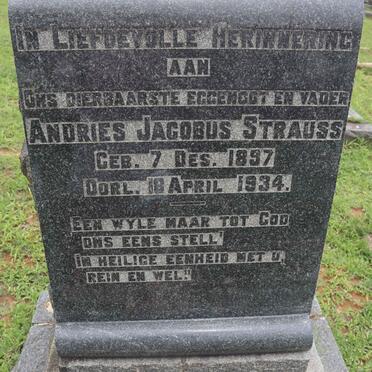 IN LIEFDEVOLLE HERINNERING
AAN
ONS DIERBAARSTE EGGENOOT EN VADER
ANDRIES JACOBUS STRAUSS
GEB. 7 DES. 1897
OORL. 18 APRIL 1934.
"EEN WYLE MAAR TOT GOD
ONS EENS STELL'
IN HEILIGE EENHEID MET U,
REIN EN WEL."